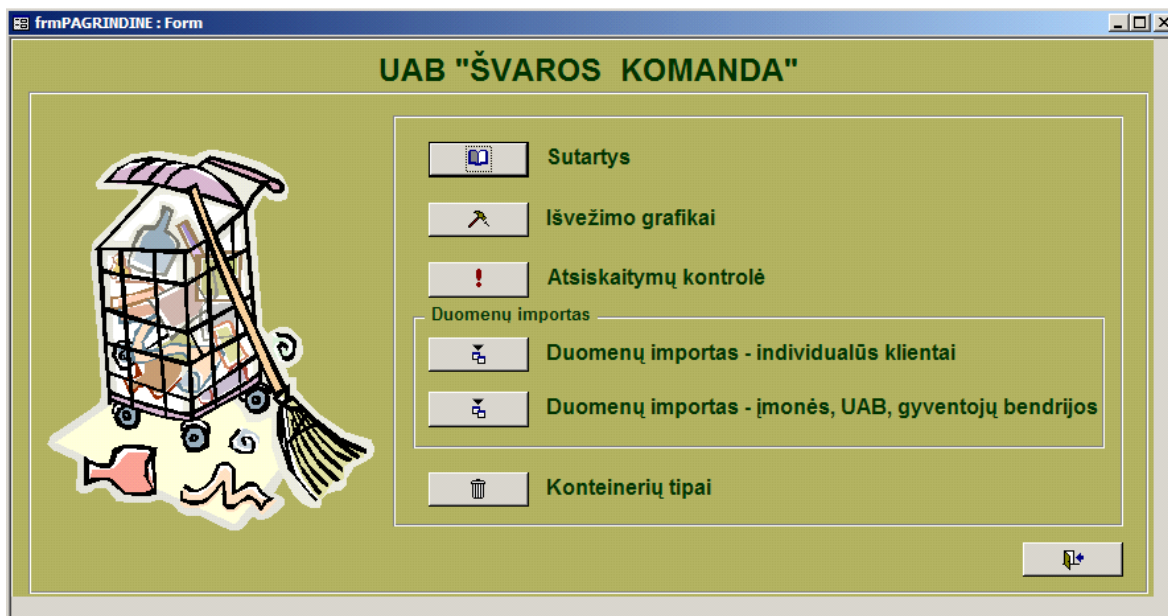 frmPAGRINDINE : Form
UAB "ŠVAROS KOMANDA"
Sutartys
Išvežimo grafikai
Atsiskaitymų kontrolė
Duomenų importas
Duomenų importas - individualūs klientai
Duomenų importas - įmonės, UAB, gyventojų bendrijos
Konteinerių tipai